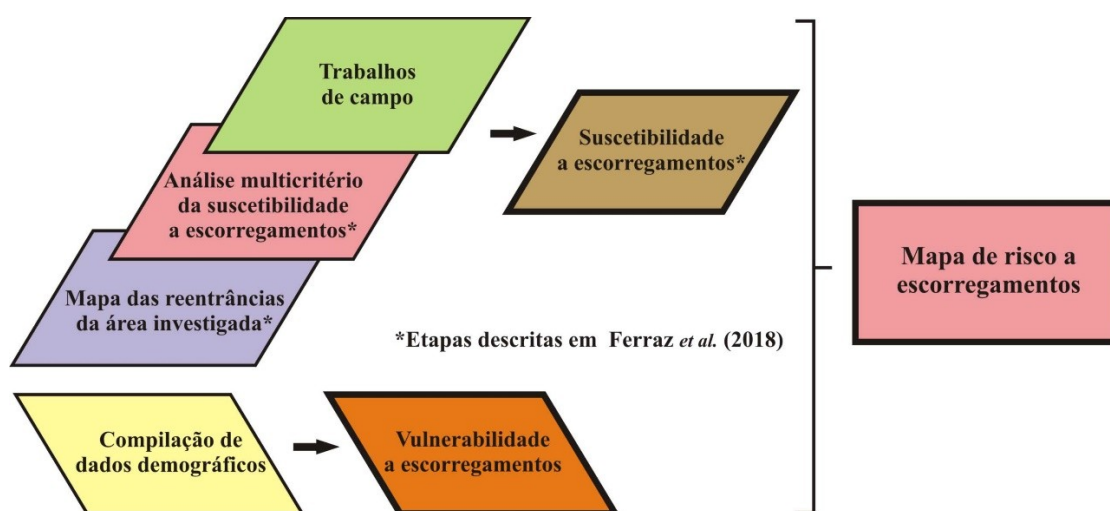 Trabalhos
de campo
Suscetibilidade
a escorregamentos*
Análise multicritério
da suscetibilidade
a escorregamentos*
Mapa das reentrâncias
da área investigada*
Mapa de risco a
escorregamentos
*Etapas descritas em Ferraz et al. (2018)
Compilação de
dados demográficos
Vulnerabilidade
a escorregamentos